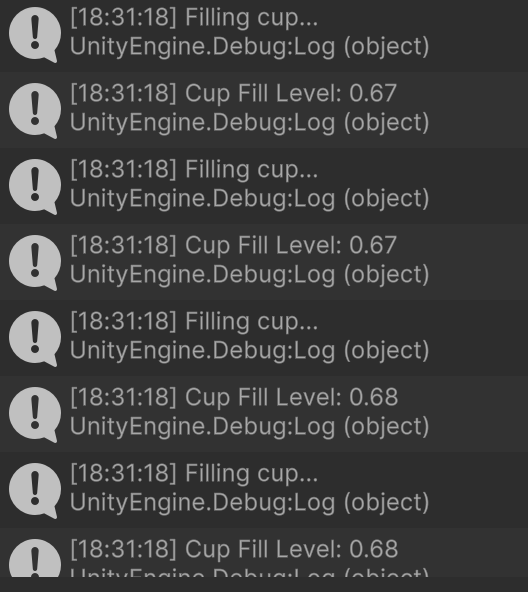 [18:31:18] Filling cup...
UnityEngine.Debug:Log (object)
[18:31:18] Cup Fill Level: 0.67
UnityEngine.Debug:Log (object)
[18:31:18] Filling cup...
UnityEngine.Debug:Log (object)
[18:31:18] Cup Fill Level: 0.67
UnityEngine.Debug:Log (object)
[18:31:18] Filling cup...
UnityEngine.Debug:Log (object)
[18:31:18] Cup Fill Level: 0.68
UnityEngine.Debug:Log (object)
[18:31:18] Filling cup...
UnityEngine.Debug:Log (object)
[18:31:18] Cup Fill Level: 0.68
UnityEngine.Debug:Log (object)